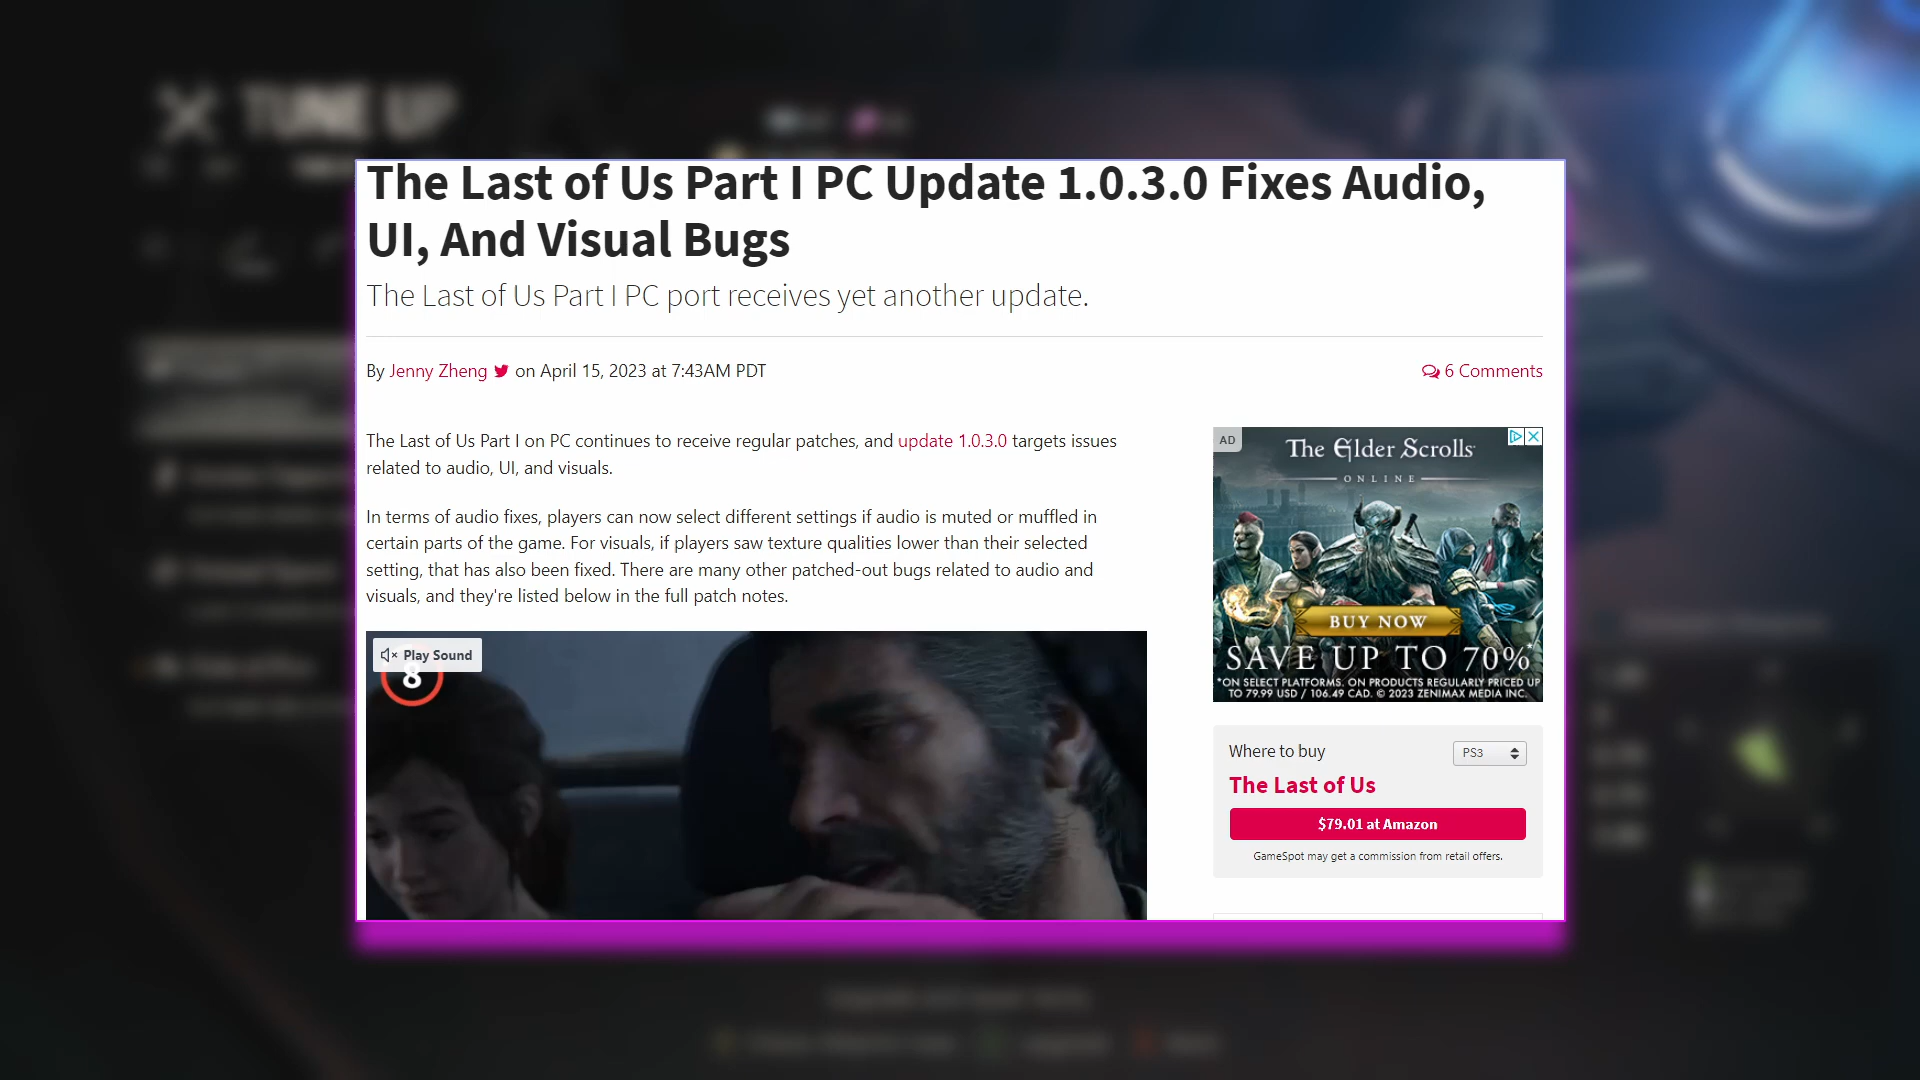 TUNE UP
The Last of Us Part I PC Update 1.0.3.0 Fixes Audio,
UI, And Visual Bugs
The Last of Us Part I PC port receives yet another update.
By Jenny Zheng on April 15, 2023 at 7:43AM PDT
6 Comments
The Last of Us Part I on PC continues to receive regular patches, and update 1.0.3.0 targets issues
related to audio, UI, and visuals.
In terms of audio fixes, players can now select different settings if audio is muted or muffled in
certain parts of the game. For visuals, if players saw texture qualities lower than their selected
setting, that has also been fixed. There are many other patched-out bugs related to audio and
visuals, and they're listed below in the full patch notes.
Play Sound
8
AD
The Elder Scrolls
ONLINE
BUY NOW
SAVE UP TO 70%*
*ON SELECT PLATFORMS. ON PRODUCTS REGULARLY PRICED UP
TO 79.99 USD / 106.49 CAD. © 2023 ZENIMAX MEDIA INC.
Where to buy
PS3
The Last of Us
$79.01 at Amazon
GameSpot may get a commission from retail offers.